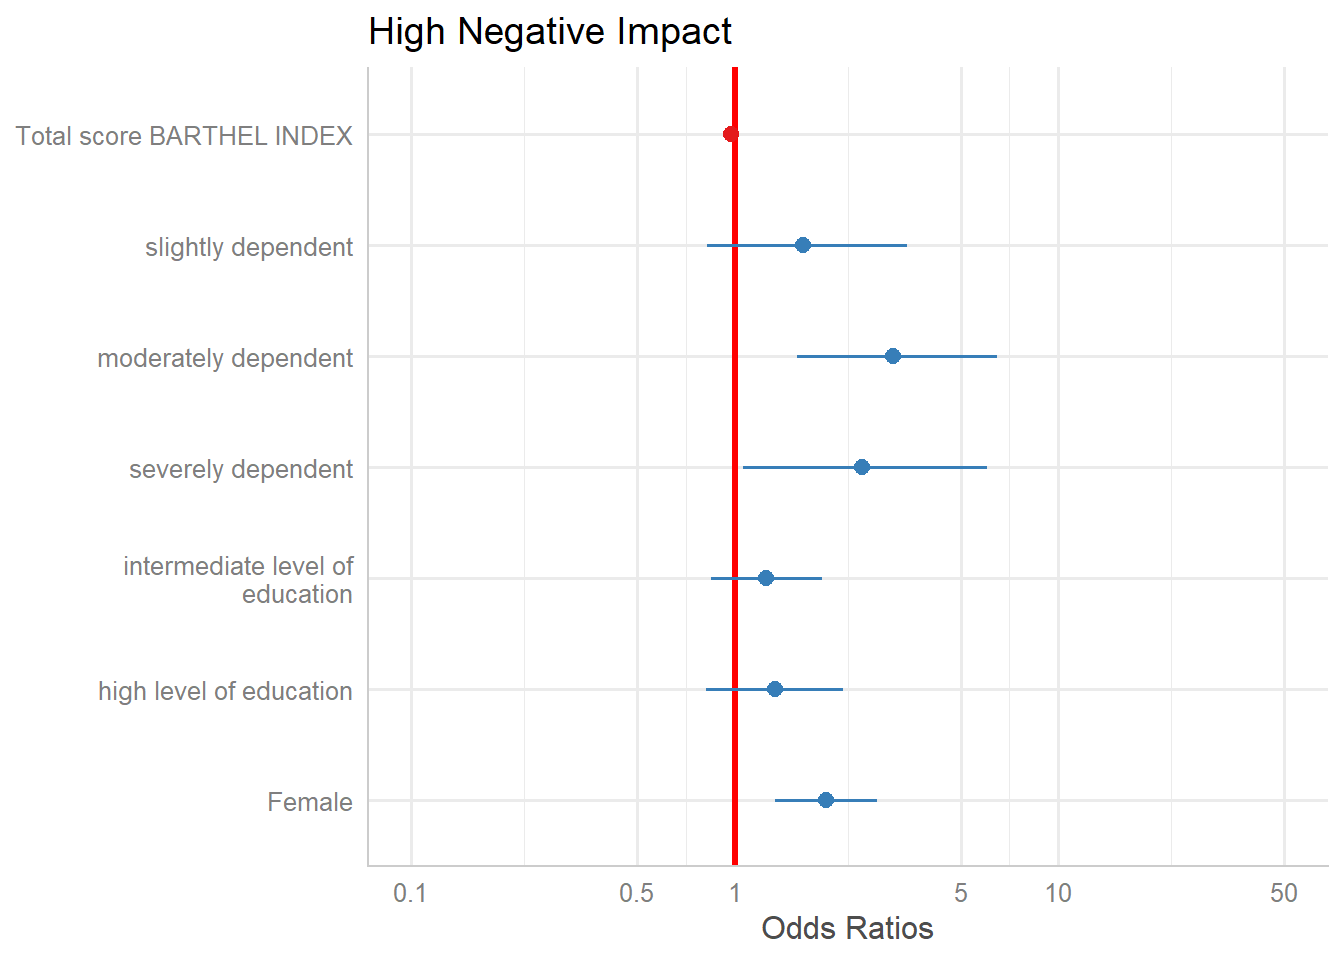 High Negative Impact
Total score BARTHEL INDEX
slightly dependent
moderately dependent
severely dependent
intermediate level of
education
high level of education
Female
0.1 0.5 1 5 10 50
Odds Ratios